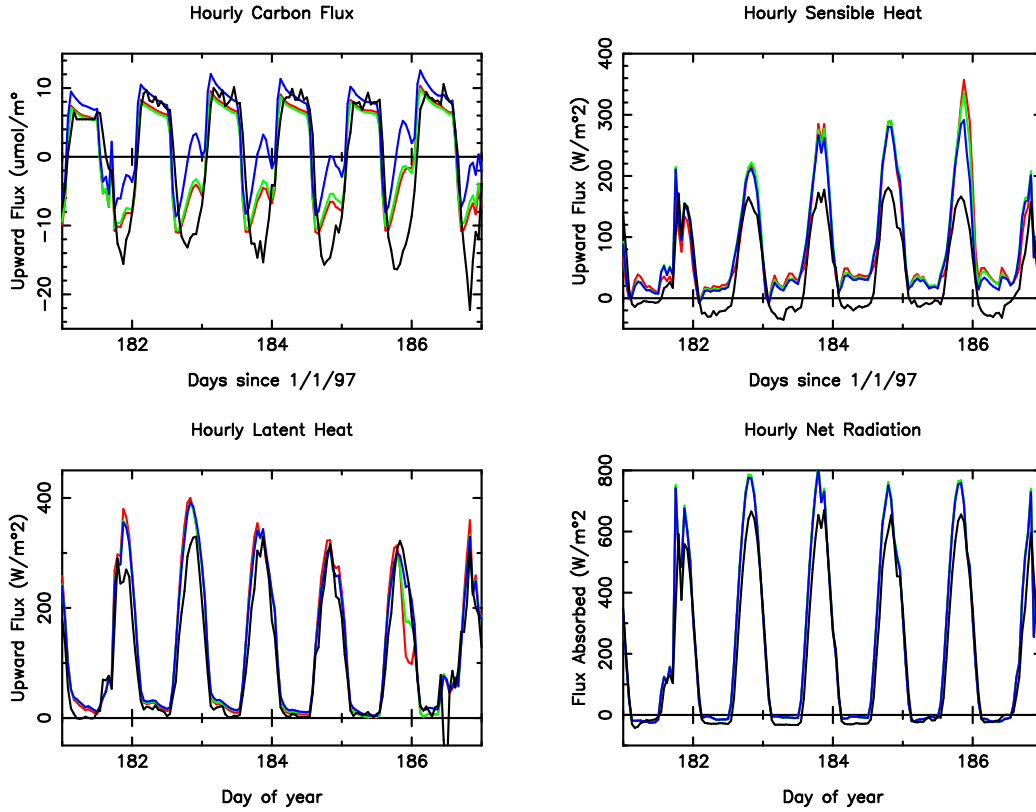 Hourly Carbon Flux
Upward Flux (umol/m°
10
0
−10
−20
182
184
186
Days since 1/1/97
Hourly Sensible Heat
Upward Flux (W/m^2)
400
300
200
100
0
182
184
186
Days since 1/1/97
Hourly Latent Heat
Upward Flux (W/m°2)
400
200
0
182
184
186
Day of year
Hourly Net Radiation
Flux Absorbed (W/m°2
800
600
400
200
0
182
184
186
Day of year